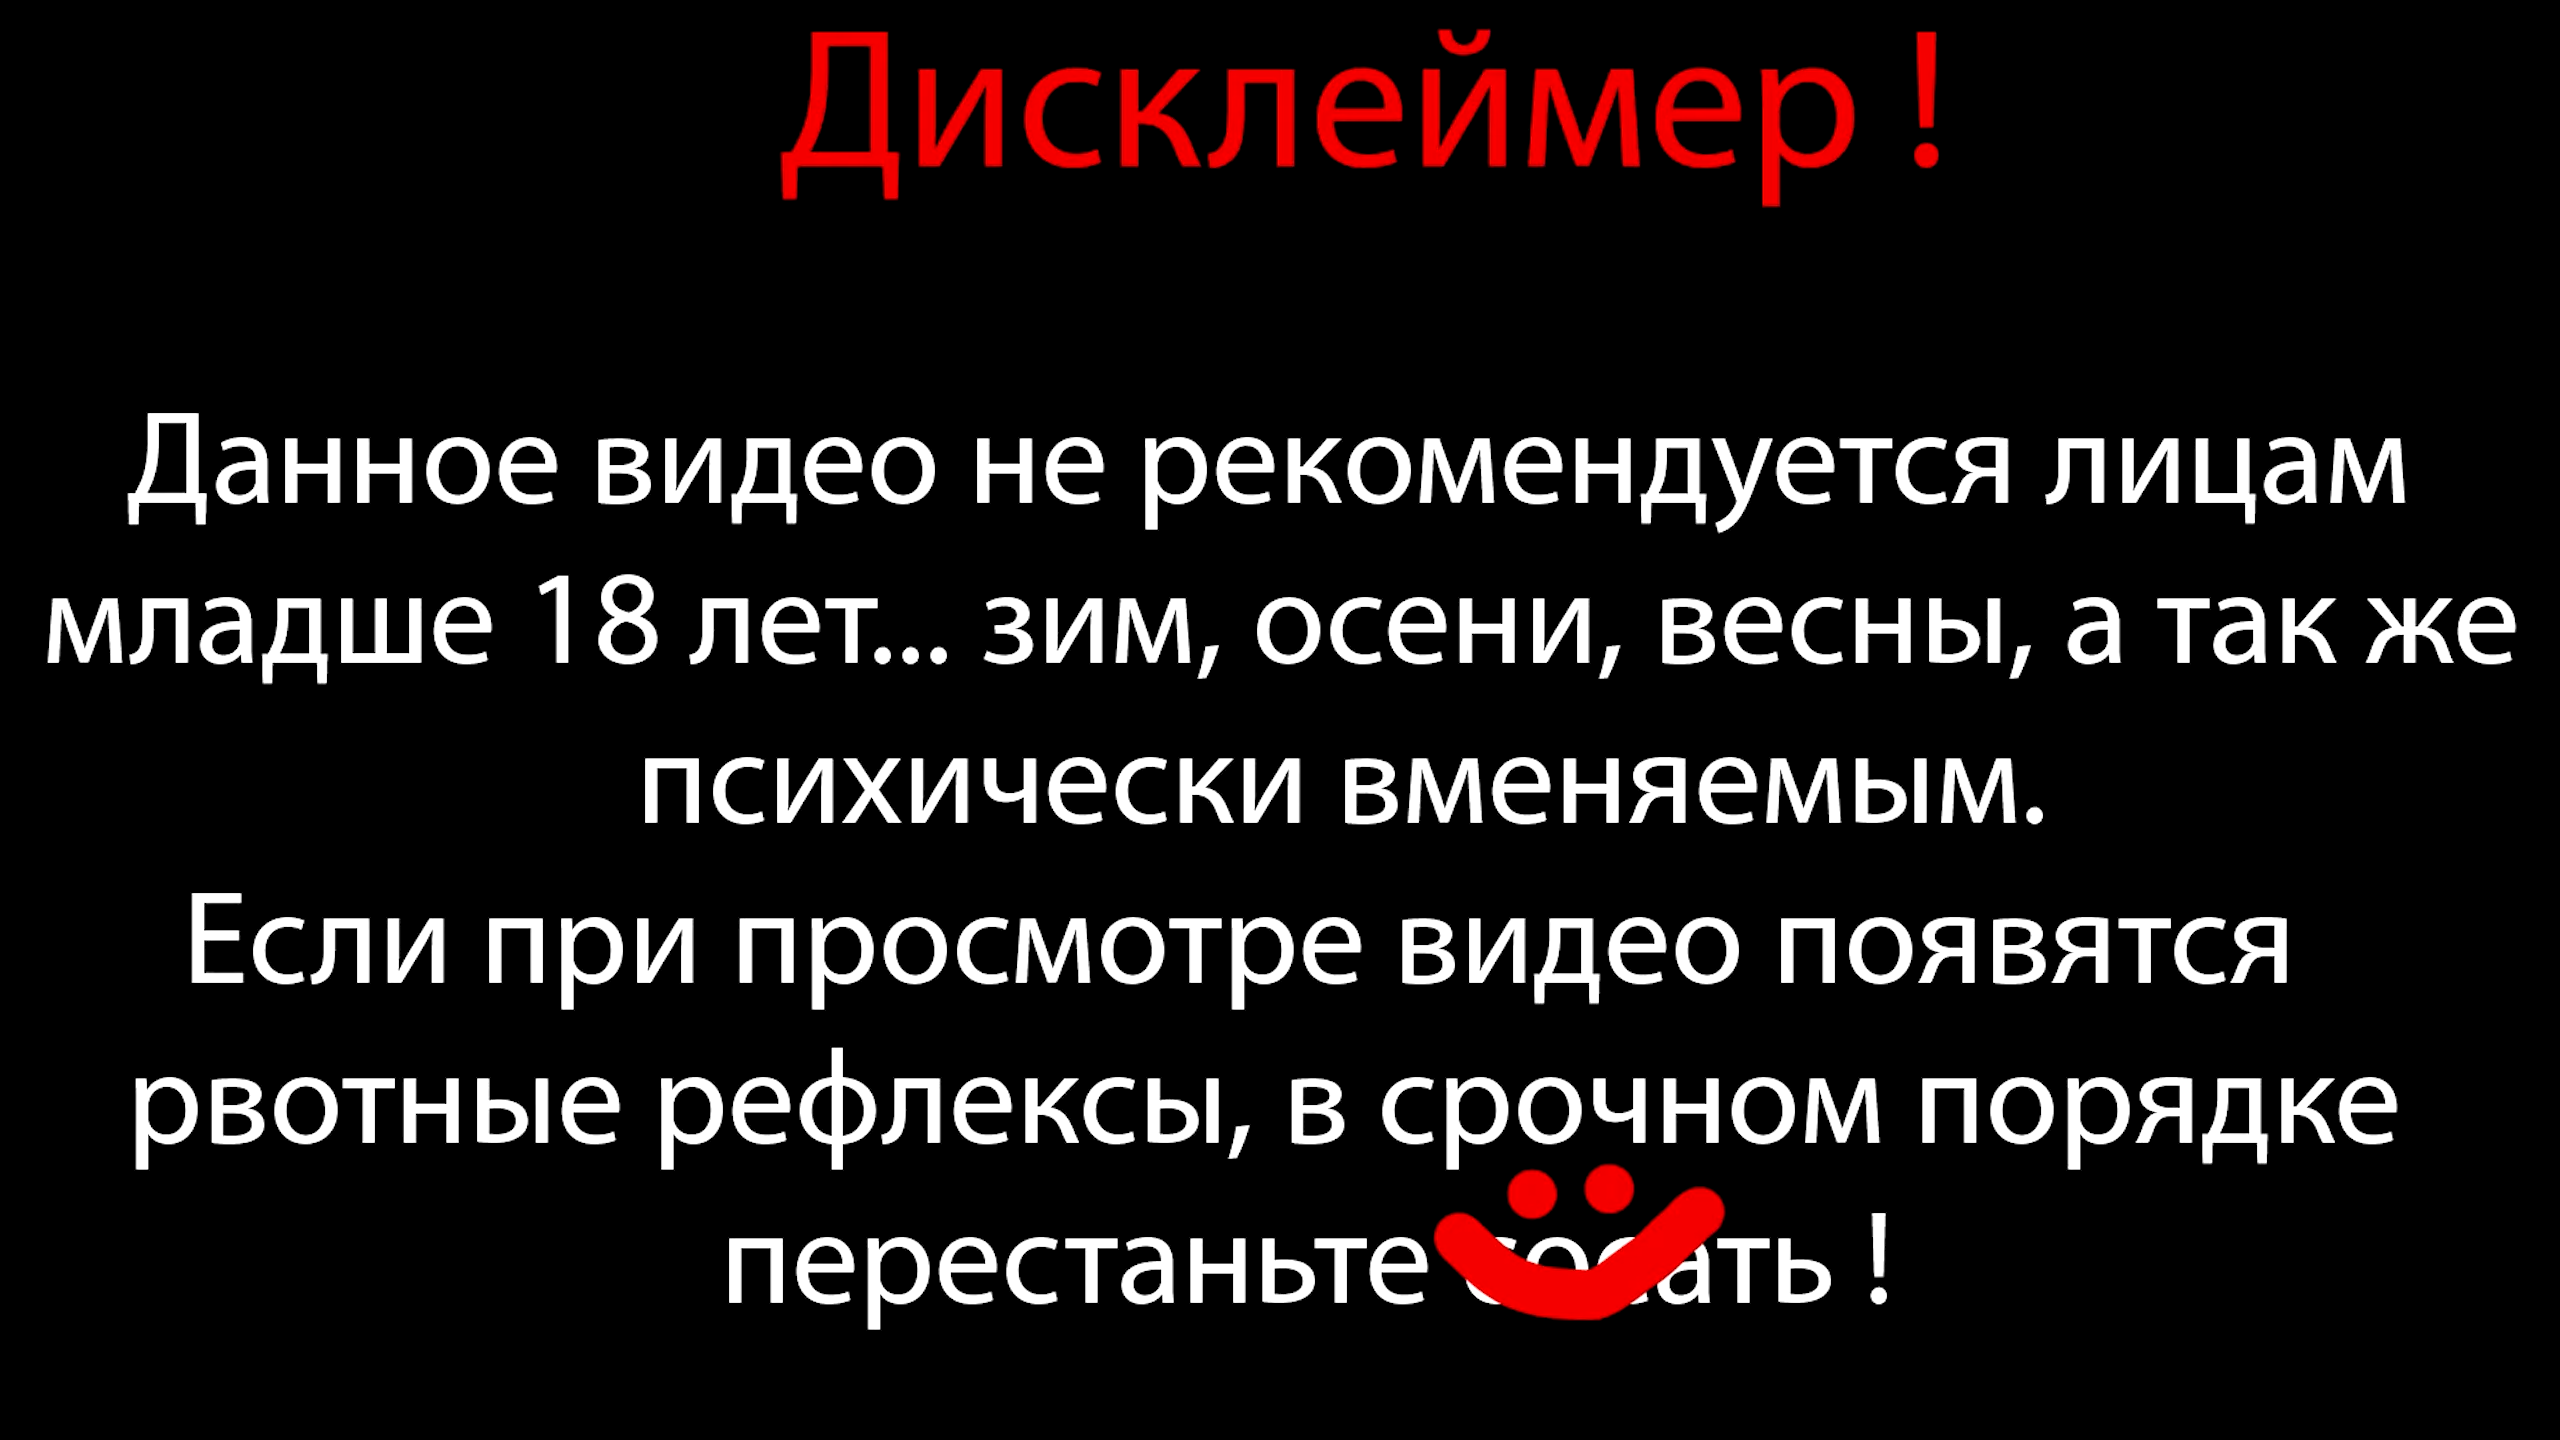 Дисклеймер !
Данное видео не рекомендуется лицам
младше 18 лет... зим, осени, весны, а так же
психически вменяемым.
Если при просмотре видео появятся
рвотные рефлексы, в срочном порядке
перестаньте сосать !